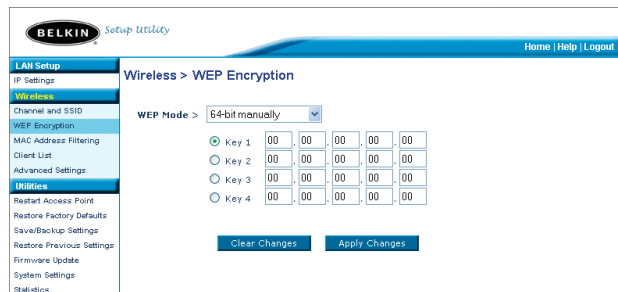 BELKIN Setup Utility
Home | Help | Logout
LAN Setup
IP Settings
Wireless
Channel and SSID
WEP Encryption
MAC Address Filtering
Client List
Advanced Settings
Utilities
Restart Access Point
Restore Factory Defaults
Save/Backup Settings
Restore Previous Settings
Firmware Update
System Settings
Statistics
Wireless > WEP Encryption
WEP Mode > 64-bit manually
Key 1 00 . 00 . 00 . 00 . 00
Key 2 00 . 00 . 00 . 00 . 00
Key 3 00 . 00 . 00 . 00 . 00
Key 4 00 . 00 . 00 . 00 . 00
Clear Changes Apply Changes